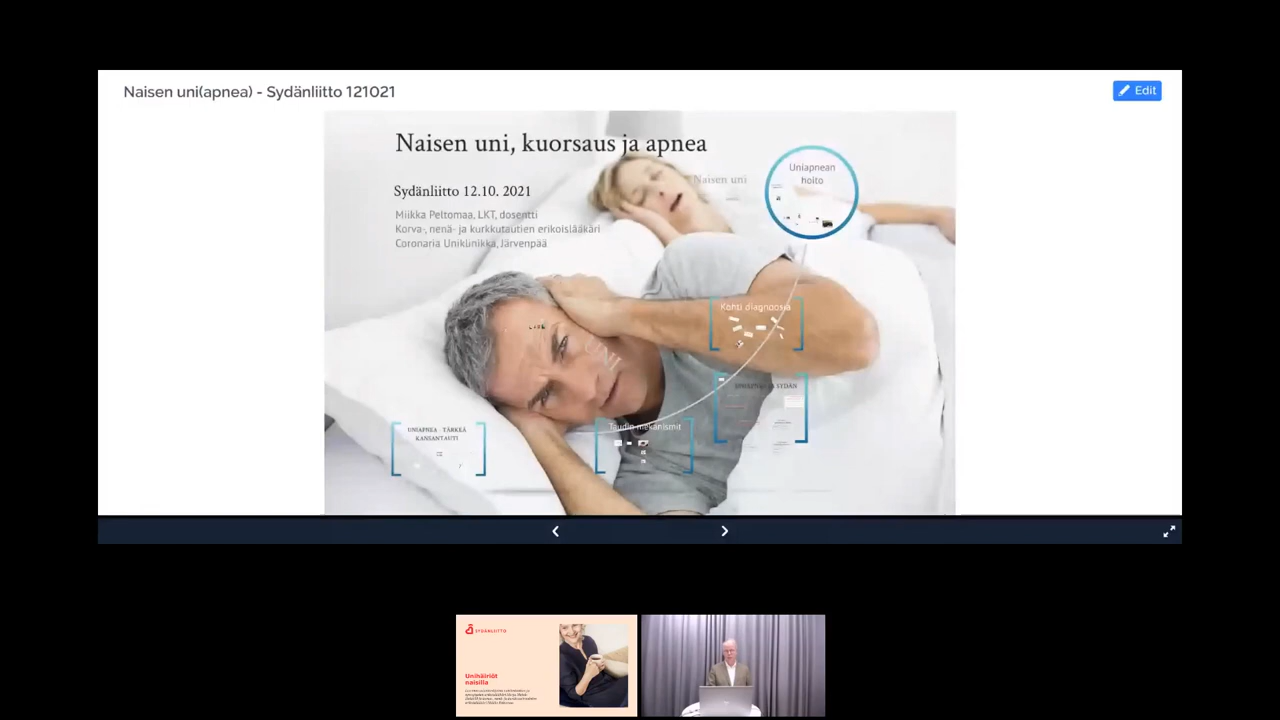 Naisen uni(apnea) - Sydänliitto 121021
Edit
Naisen uni, kuorsaus ja apnea
Naisen uni
Uniapnean
hoito
Sydänliitto 12.10. 2021
Miikka Peltomaa, LKT, dosentti
Korva-, nenä- ja kurkkutautien erikoislääkäri
Coronaria Uniklinikka, Järvenpää
Kohti diagnoosia
UNIAPNEA JA SYDÄN
UNIAPNEA - TÄRKEÄ
KANSANTAUTI
Taudin mekanismit
SYDÄNLIITTO
Unihäiriöt
naisilla